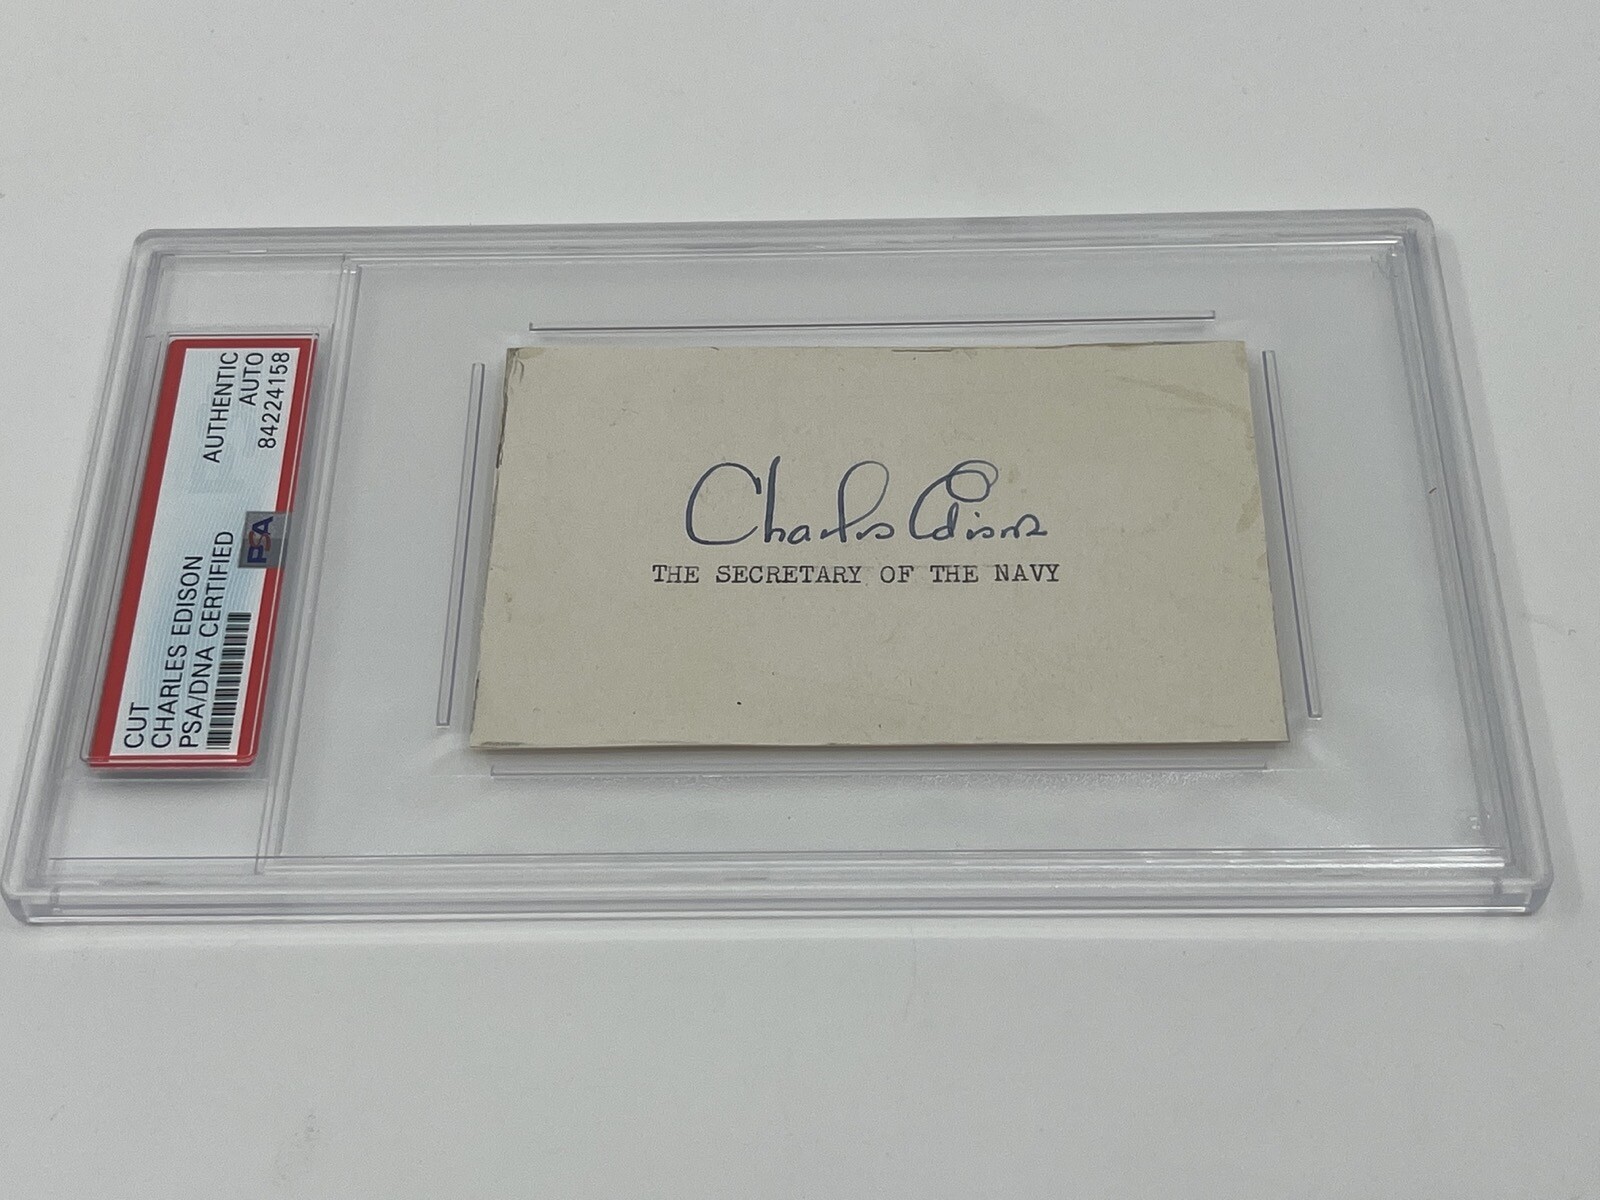 CUT
CHARLES EDISON
PSA/DNA CERTIFIED
AUTHENTIC
AUTO
84224158
PSA
Charles Edison
THE SECRETARY OF THE NAVY